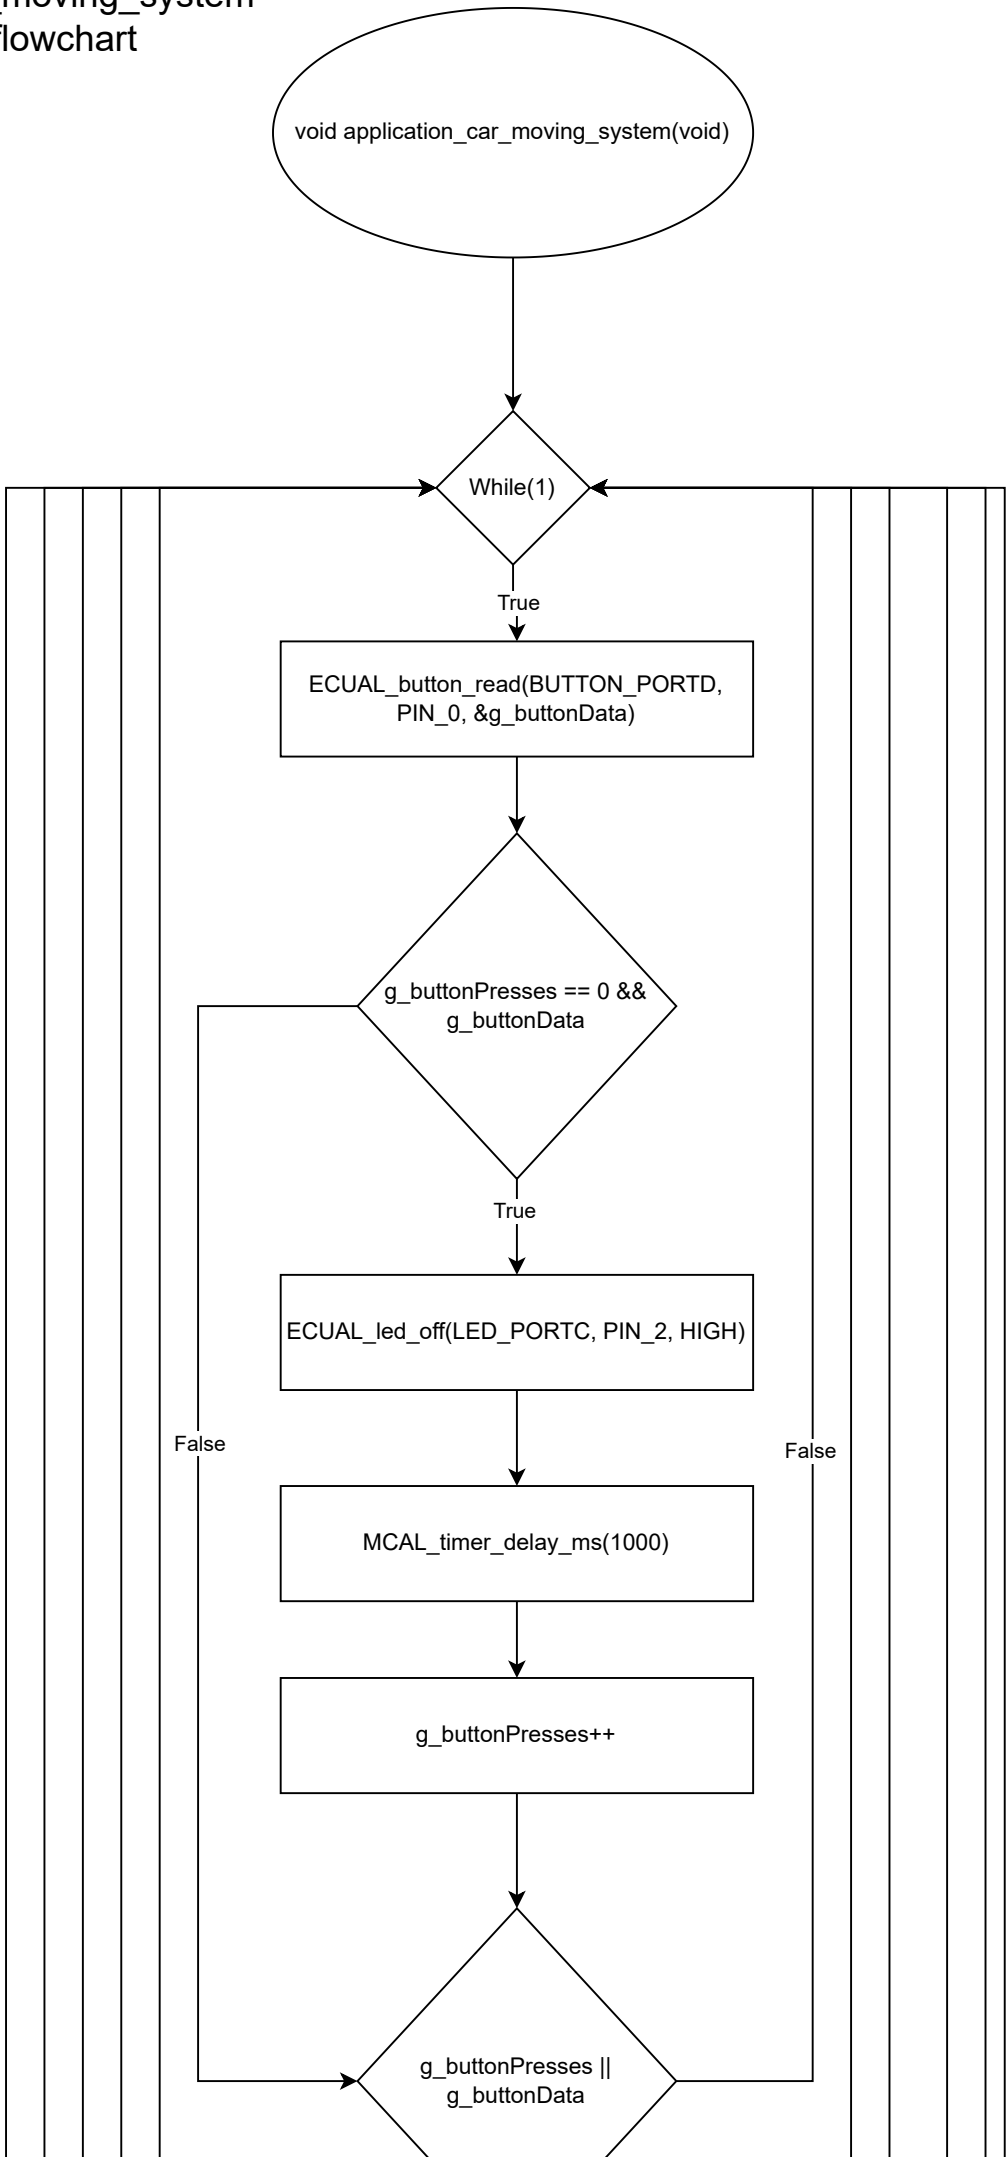 _moving_system
flowchart
void application_car_moving_system(void)
While(1)
True
ECUAL_button_read(BUTTON_PORTD,
PIN_0, &g_buttonData)
g_buttonPresses == 0 &&
g_buttonData
True
ECUAL_led_off(LED_PORTC, PIN_2, HIGH)
False
False
MCAL_timer_delay_ms(1000)
g_buttonPresses++
g_buttonPresses ||
g_buttonData